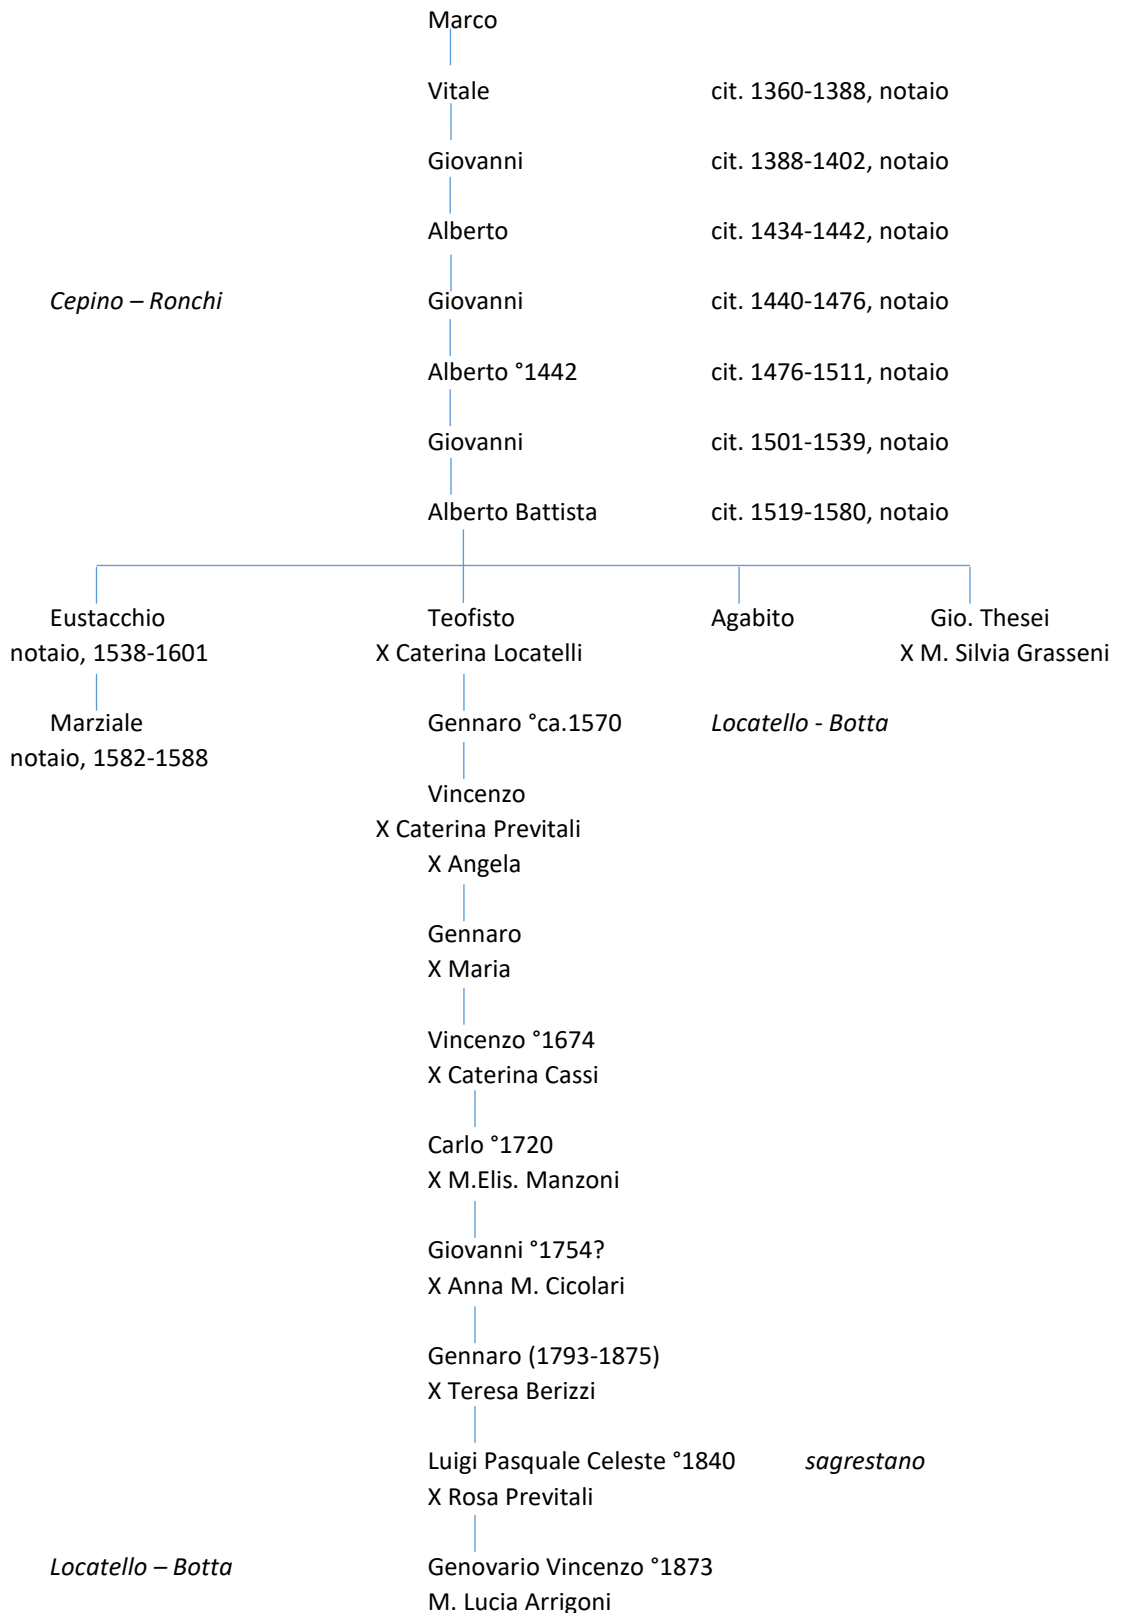 Marco
Vitale cit. 1360-1388, notaio
Giovanni cit. 1388-1402, notaio
Alberto cit. 1434-1442, notaio
Cepino – Ronchi Giovanni cit. 1440-1476, notaio
Alberto °1442 cit. 1476-1511, notaio
Giovanni cit. 1501-1539, notaio
Alberto Battista cit. 1519-1580, notaio
Eustacchio Teofisto Agabito Gio. Thesei
notaio, 1538-1601 X Caterina Locatelli X M. Silvia Grasseni
Marziale Gennaro °ca.1570 Locatello - Botta
notaio, 1582-1588
Vincenzo
X Caterina Previtali
X Angela
Gennaro
X Maria
Vincenzo °1674
X Caterina Cassi
Carlo °1720
X M.Elis. Manzoni
Giovanni °1754?
X Anna M. Cicolari
Gennaro (1793-1875)
X Teresa Berizzi
Luigi Pasquale Celeste °1840 sagrestano
X Rosa Previtali
Locatello – Botta Genovario Vincenzo °1873
M. Lucia Arrigoni